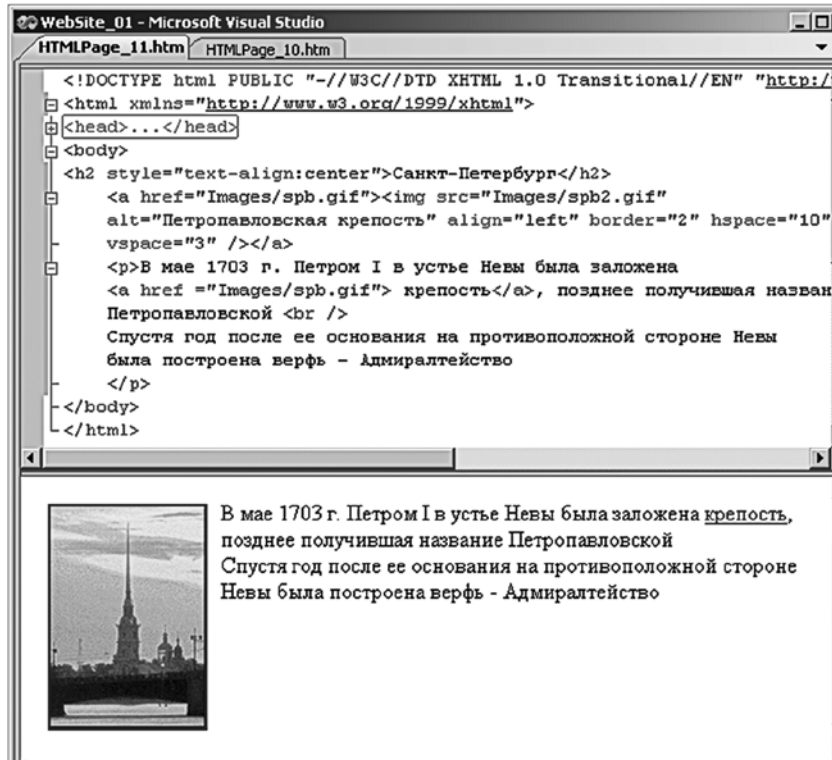 WebSite_01 - Microsoft Visual Studio
HTMLPage_11.htm HTMLPage_10.htm
<!DOCTYPE html PUBLIC "-//W3C//DTD XHTML 1.0 Transitional//EN" "http:/
<html xmlns="http://www.w3.org/1999/xhtml">
<head>...</head>
<body>
<h2 style="text-align:center">Санкт-Петербург</h2>
<a href="Images/spb.gif"><img src="Images/spb2.gif"
alt="Петропавловская крепость" align="left" border="2" hspace="10"
vspace="3" /></a>
<p>В мае 1703 г. Петром I в устье Невы была заложена
<a href ="Images/spb.gif"> крепость</a>, позднее получившая назван
Петропавловской <br />
Спустя год после ее основания на противоположной стороне Невы
была построена верфь - Адмиралтейство
</p>
</body>
</html>
В мае 1703 г. Петром I в устье Невы была заложена крепость,
позднее получившая название Петропавловской
Спустя год после ее основания на противоположной стороне
Невы была построена верфь - Адмиралтейство